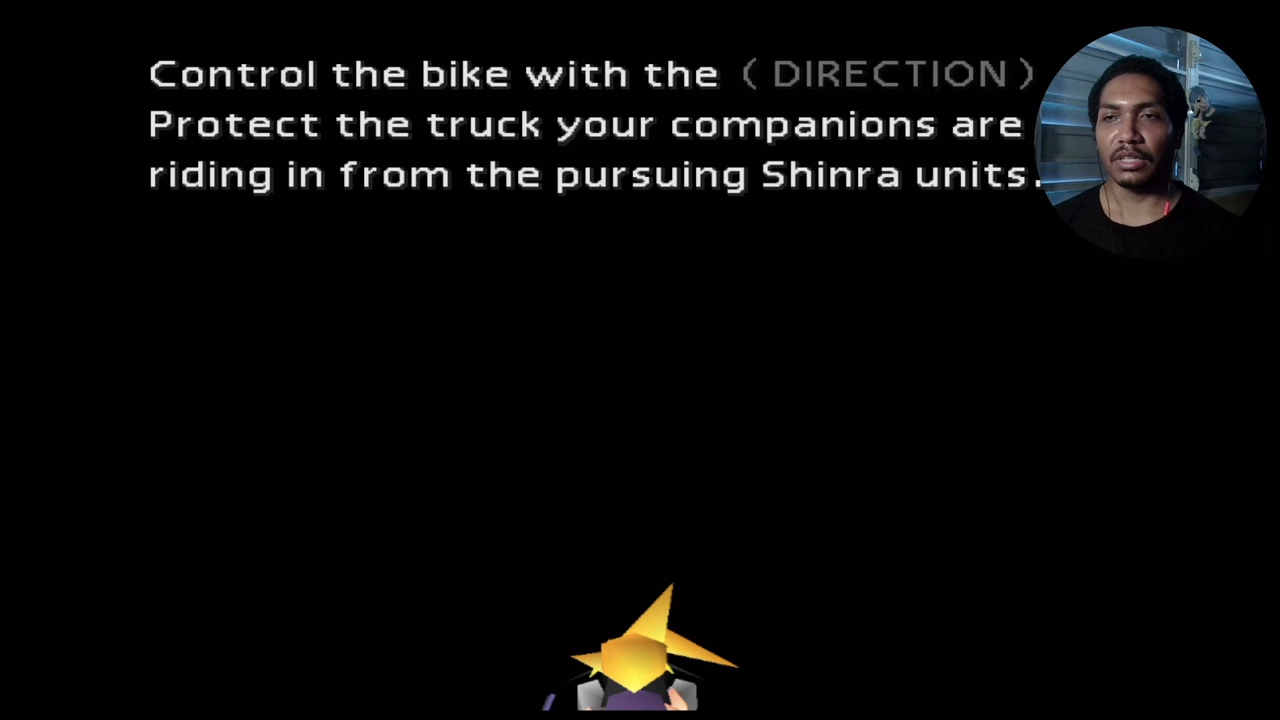 Control the bike with the (DIRECTION)
Protect the truck your companions are
riding in from the pursuing Shinra units.